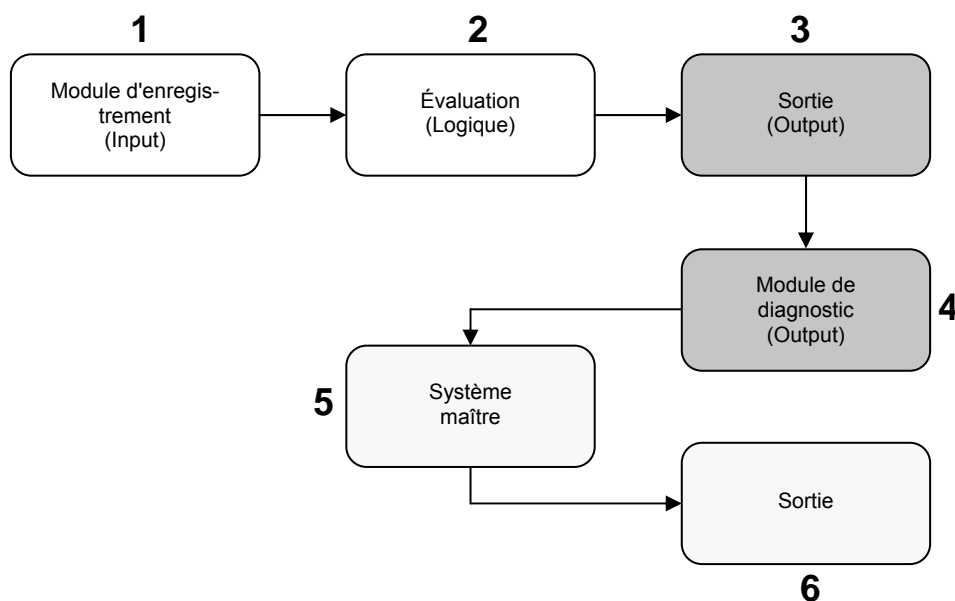 1
2
3
Module d'enregis-
trement
(Input)
Évaluation
(Logique)
Sortie
(Output)
Module de
diagnostic
(Output)
4
5
Système
maître
Sortie
6